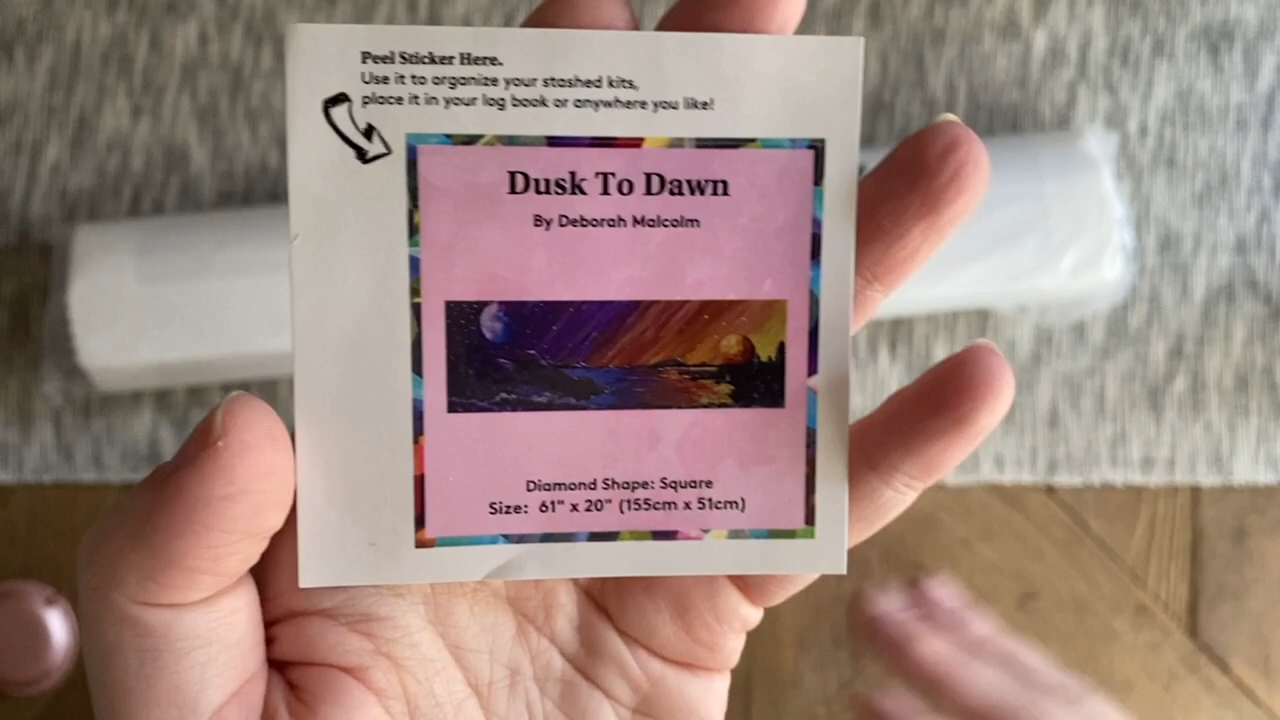 Peel Sticker Here.
Use it to organize your stashed kits,
place it in your log book or anywhere you like!
Dusk To Dawn
By Deborah Malcolm
Diamond Shape: Square
Size: 61" x 20" (155cm x 51cm)